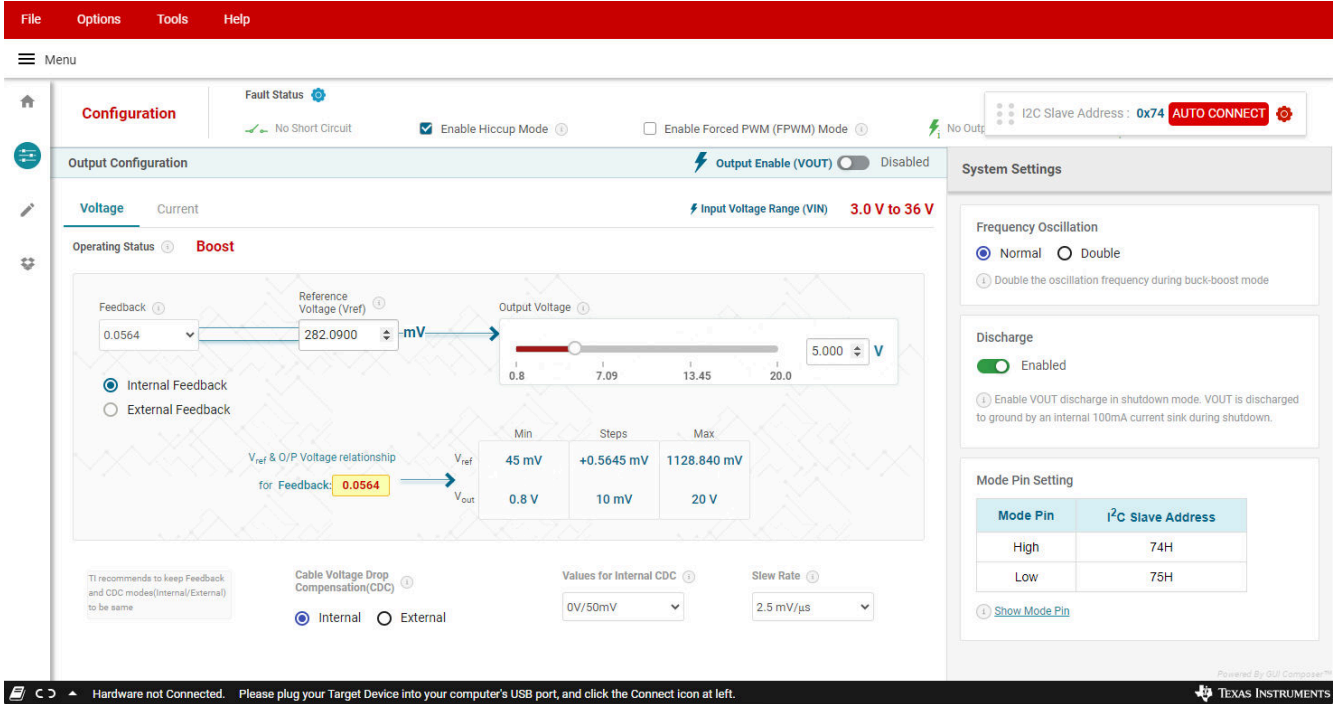 File Options Tools Help
Menu
Configuration
Fault Status
No Short Circuit
Enable Hiccup Mode
Enable Forced PWM (FPWM) Mode
No Outp
I2C Slave Address : 0x74 AUTO CONNECT
Output Configuration
Output Enable (VOUT) Disabled
Voltage Current
Input Voltage Range (VIN) 3.0 V to 36 V
Operating Status Boost
Feedback
0.0564
Reference
Voltage (Vref)
282.0900 mV
Output Voltage
0.8 7.09 13.45 20.0
5.000 V
Internal Feedback
External Feedback
Vref & O/P Voltage relationship
for Feedback: 0.0564
Min Steps Max
Vref 45 mV +0.5645 mV 1128.840 mV
Vout 0.8 V 10 mV 20 V
TI recommends to keep Feedback
and CDC modes(Internal/External)
to be same
Cable Voltage Drop
Compensation(CDC)
Internal External
Values for Internal CDC
0V/50mV
Slew Rate
2.5 mV/µs
System Settings
Frequency Oscillation
Normal Double
Double the oscillation frequency during buck-boost mode
Discharge
Enabled
Enable VOUT discharge in shutdown mode. VOUT is discharged
to ground by an internal 100mA current sink during shutdown.
Mode Pin Setting
Mode Pin I2C Slave Address
High 74H
Low 75H
Show Mode Pin
Powered By GUI Composer™
Hardware not Connected. Please plug your Target Device into your computer's USB port, and click the Connect icon at left.
TEXAS INSTRUMENTS